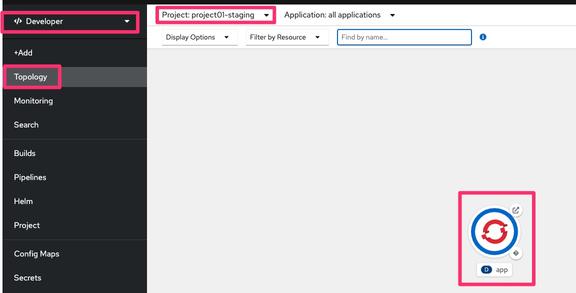 </> Developer
Project: project01-staging
Application: all applications
+Add
Display Options
Filter by Resource
Find by name...
Topology
Monitoring
Search
Builds
Pipelines
Helm
Project
Config Maps
Secrets
D app